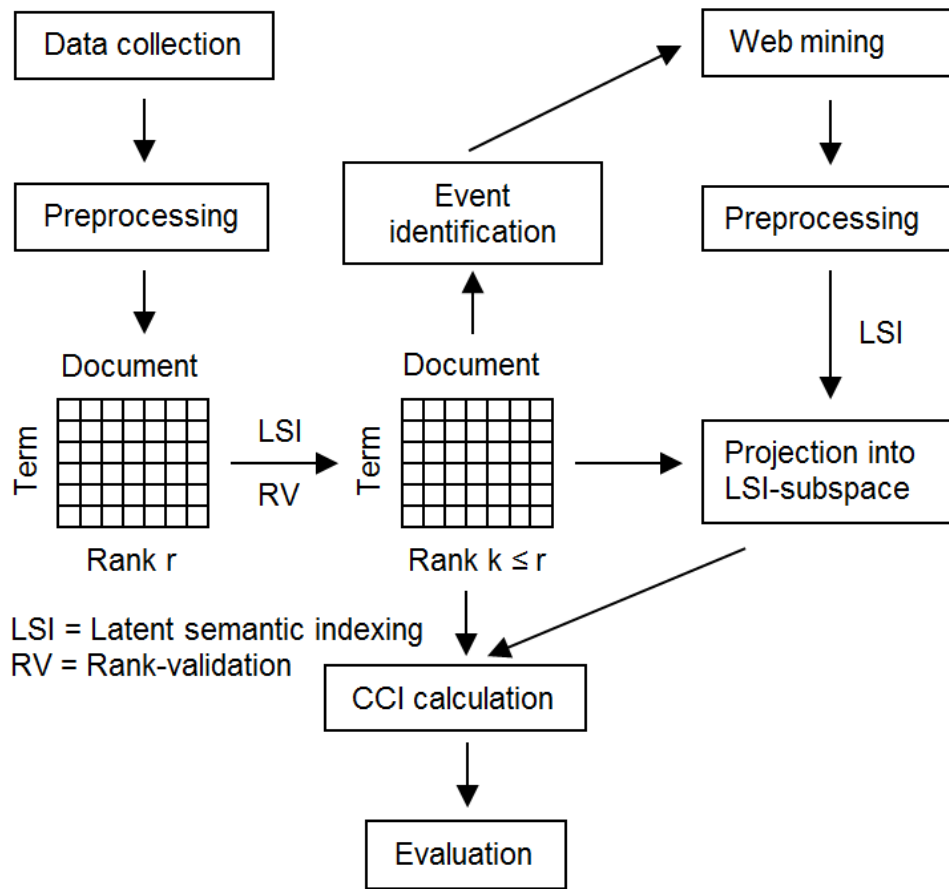 Data collection
Web mining
Preprocessing
Event
identification
Preprocessing
LSI
Document
Document
Term
LSI
RV
Term
Projection into
LSI-subspace
Rank r
Rank k ≤ r
LSI = Latent semantic indexing
RV = Rank-validation
CCI calculation
Evaluation